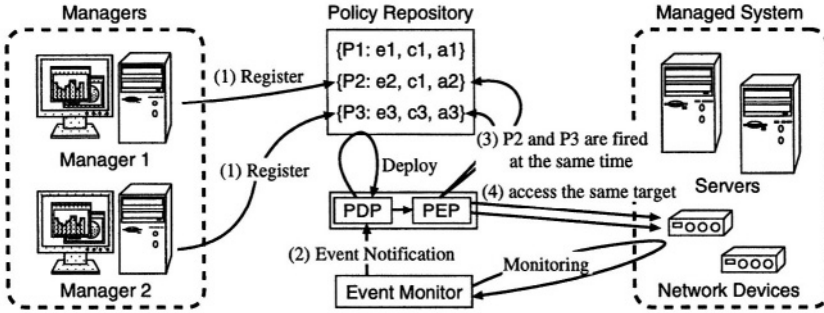 Managers
Policy Repository
Managed System
{P1: e1, c1, a1}
{P2: e2, c1, a2}
{P3: e3, c3, a3}
(1) Register
Manager 1
(1) Register
Deploy
(3) P2 and P3 are fired
at the same time
Servers
(4) access the same target
PDP
PEP
(2) Event Notification
Monitoring
Manager 2
Event Monitor
Network Devices